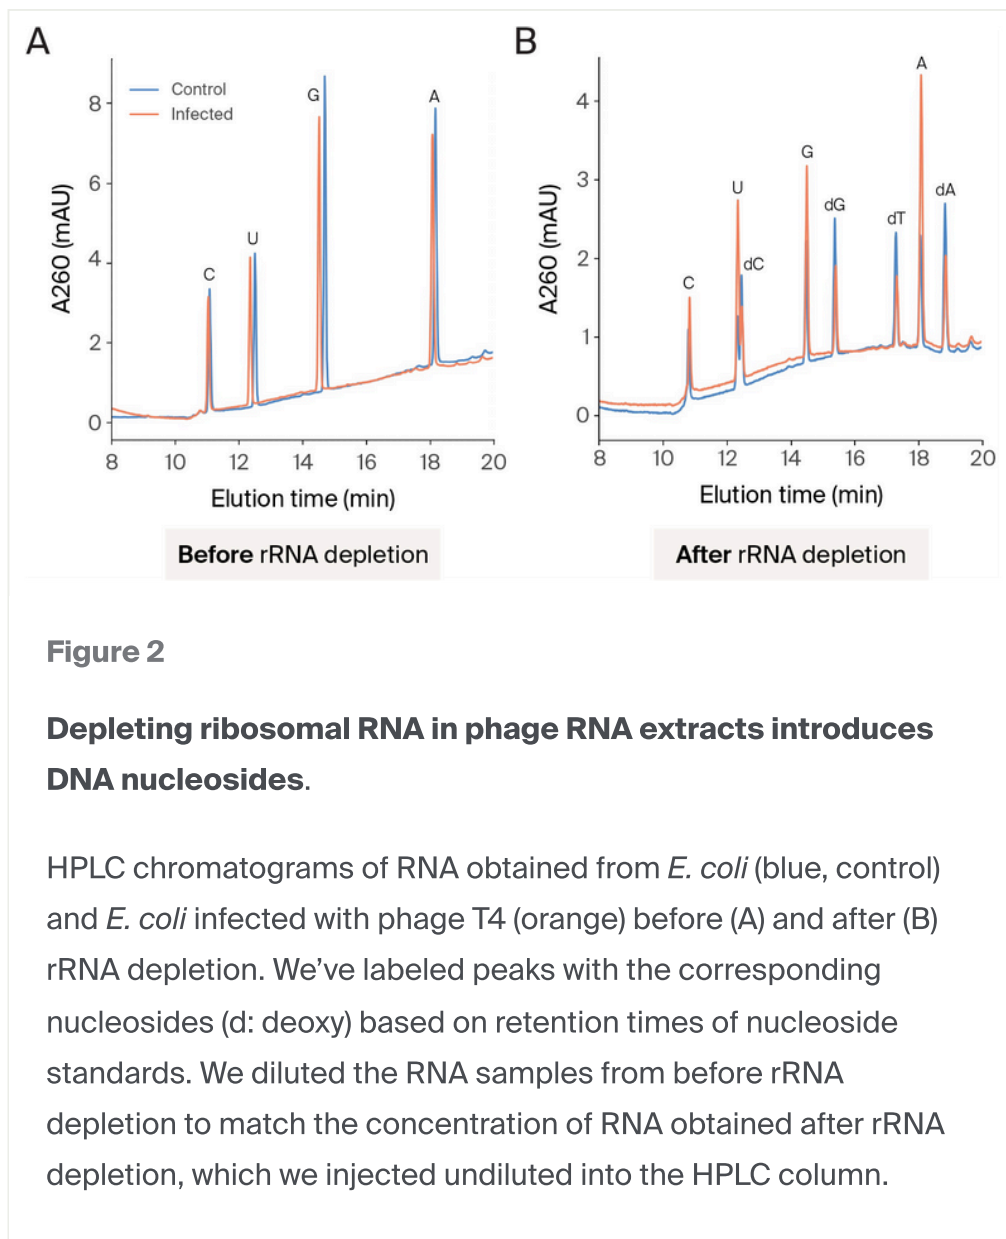 A
B
Control
Infected
G
A
U
C
8
6
4
2
0
A260 (mAU)
8 10 12 14 16 18 20
Elution time (min)
Before rRNA depletion
A
G
U
dG
dA
dT
dC
C
4
3
2
1
0
A260 (mAU)
8 10 12 14 16 18 20
Elution time (min)
After rRNA depletion
Figure 2
Depleting ribosomal RNA in phage RNA extracts introduces
DNA nucleosides.
HPLC chromatograms of RNA obtained from E. coli (blue, control)
and E. coli infected with phage T4 (orange) before (A) and after (B)
rRNA depletion. We’ve labeled peaks with the corresponding
nucleosides (d: deoxy) based on retention times of nucleoside
standards. We diluted the RNA samples from before rRNA
depletion to match the concentration of RNA obtained after rRNA
depletion, which we injected undiluted into the HPLC column.